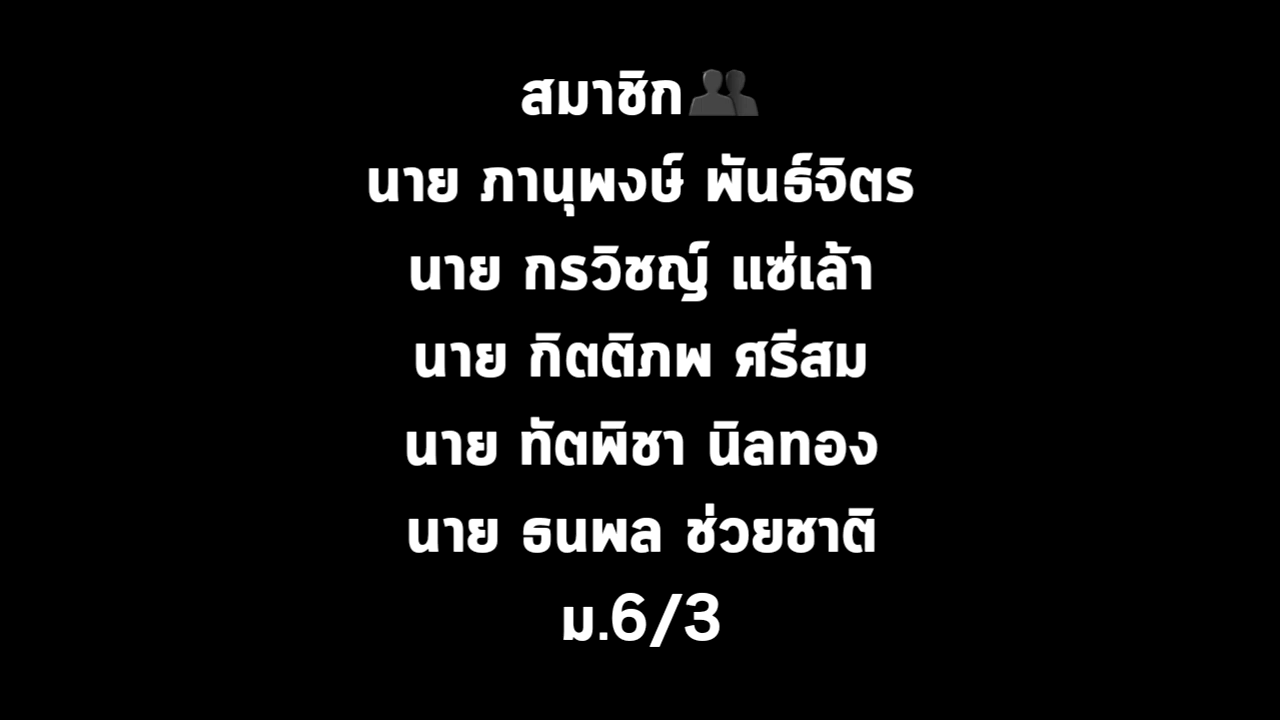 สมาชิก👥
นาย ภานุพงษ์ พันธ์จิตร
นาย กรวิชญ์ แซ่เล้า
นาย กิตติภพ ศรีสม
นาย ทัตพิชา นิลทอง
นาย ธนพล ช่วยชาติ
ม.6/3